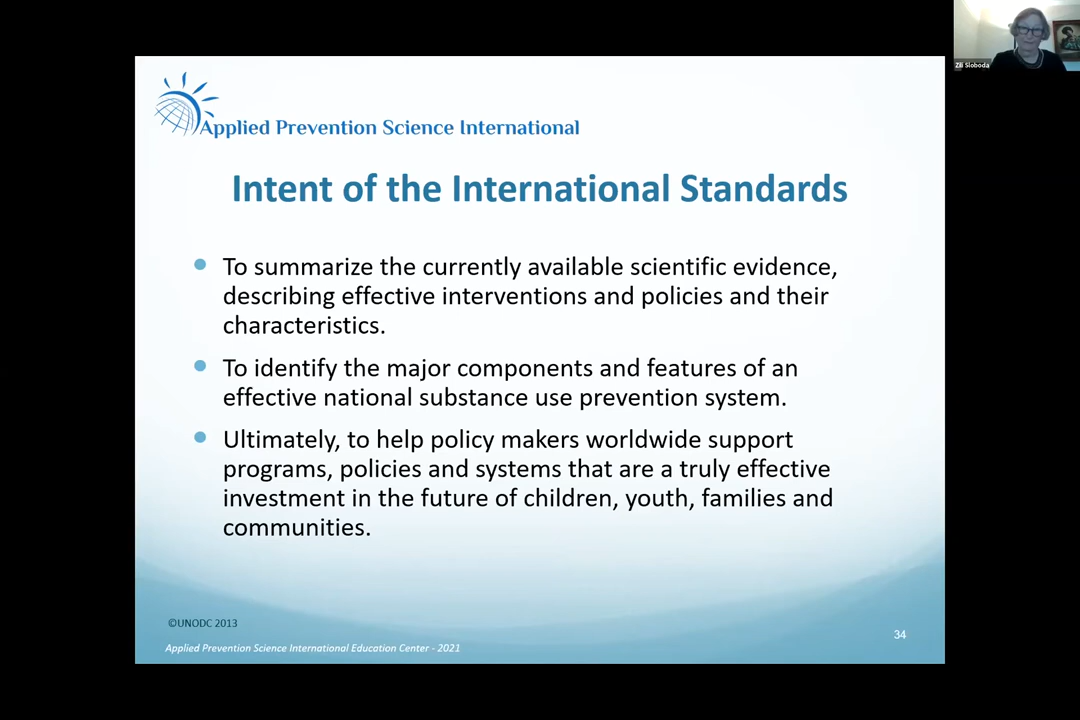 Zili Sloboda
Applied Prevention Science International
Intent of the International Standards
To summarize the currently available scientific evidence,
describing effective interventions and policies and their
characteristics.
To identify the major components and features of an
effective national substance use prevention system.
Ultimately, to help policy makers worldwide support
programs, policies and systems that are a truly effective
investment in the future of children, youth, families and
communities.
©UNODC 2013
34
Applied Prevention Science International Education Center - 2021